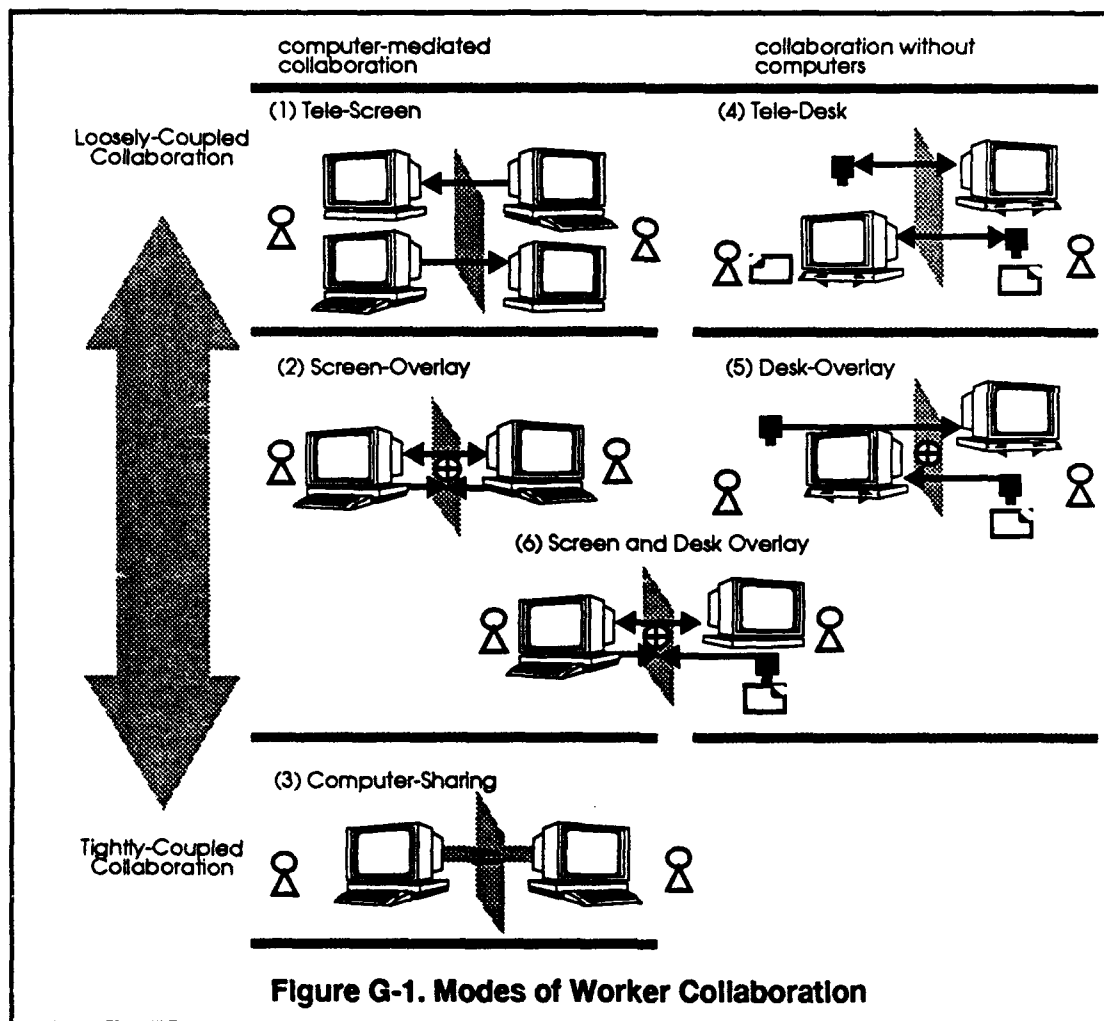 computer-mediated
collaboration
collaboration without
computers
Loosely-Coupled
Collaboration
(1) Tele-Screen
(4) Tele-Desk
(2) Screen-Overlay
(5) Desk-Overlay
(6) Screen and Desk Overlay
(3) Computer-Sharing
Tightly-Coupled
Collaboration
Figure G-1. Modes of Worker Collaboration